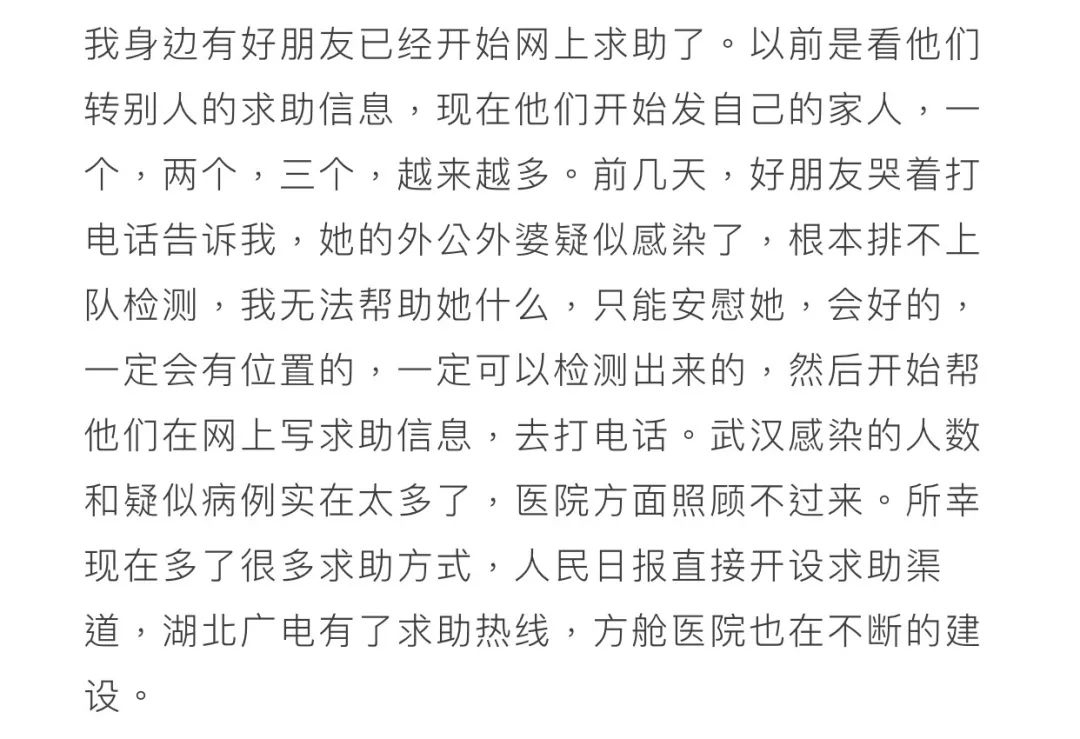 我身边有好朋友已经开始网上求助了。以前是看他们
转别人的求助信息，现在他们开始发自己的家人，一
个，两个，三个，越来越多。前几天，好朋友哭着打
电话告诉我，她的外公外婆疑似感染了，根本排不上
队检测，我无法帮助她什么，只能安慰她，会好的，
一定会有位置的，一定可以检测出来的，然后开始帮
他们在网上写求助信息，去打电话。武汉感染的人数
和疑似病例实在太多了，医院方面照顾不过来。所幸
现在多了很多求助方式，人民日报直接开设求助渠
道，湖北广电有了求助热线，方舱医院也在不断的建
设。